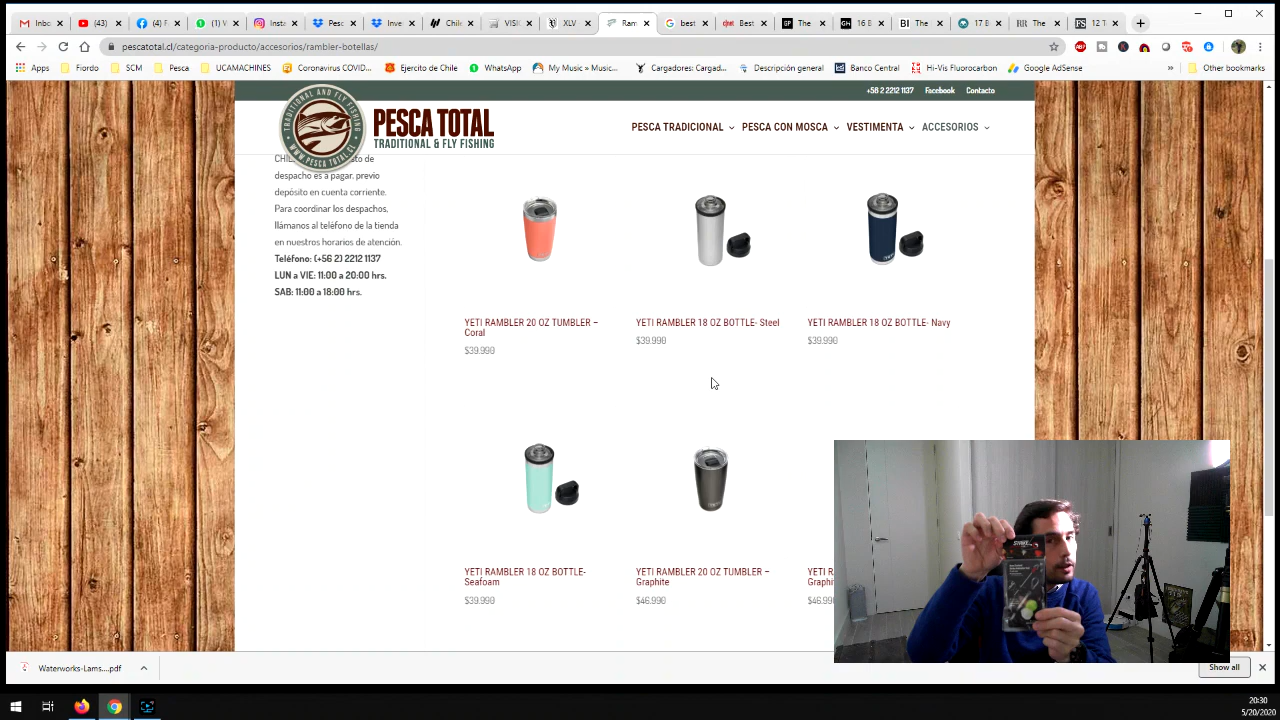 Inbc
(43)
(2) F
(1) V
Insta
Pesc
Inve
Chile
VISIC
XLV
Ram
best
Best
The
16 B
The
17 B
The
12 T
pescatotal.cl/categoria-producto/accesorios/rambler-botellas/
Apps
Fiordo
SCM
Pesca
UCAMACHINES
Coronavirus COVID...
Ejercito de Chile
WhatsApp
My Music » Music...
Cargadores: Cargad...
Descripción general
Banco Central
Hi-Vis Fluorocarbon
Google AdSense
»
Other bookmarks
+56 2 2212 1137 Facebook Contacto
TRADITIONAL AND FLY FISHING
WWW.PESCA TOTAL.CL
PESCA TOTAL
TRADITIONAL & FLY FISHING
PESCA TRADICIONAL
PESCA CON MOSCA
VESTIMENTA
ACCESORIOS
despacho es a pagar, previo
depósito en cuenta corriente.
Para coordinar los despachos,
llámanos al teléfono de la tienda
en nuestros horarios de atención.
Teléfono: (+56 2) 2212 1137
LUN a VIE: 11:00 a 20:00 hrs.
SAB: 11:00 a 18:00 hrs.
YETI RAMBLER 20 OZ TUMBLER –
Coral
$39.990
YETI RAMBLER 18 OZ BOTTLE- Steel
$39.990
YETI RAMBLER 18 OZ BOTTLE- Navy
$39.990
YETI RAMBLER 18 OZ BOTTLE-
Seafoam
$39.990
YETI RAMBLER 20 OZ TUMBLER –
Graphite
$46.990
YETI R
Graphi
$46.990
Waterworks-Lams....pdf
Show all
20:30
5/20/2020